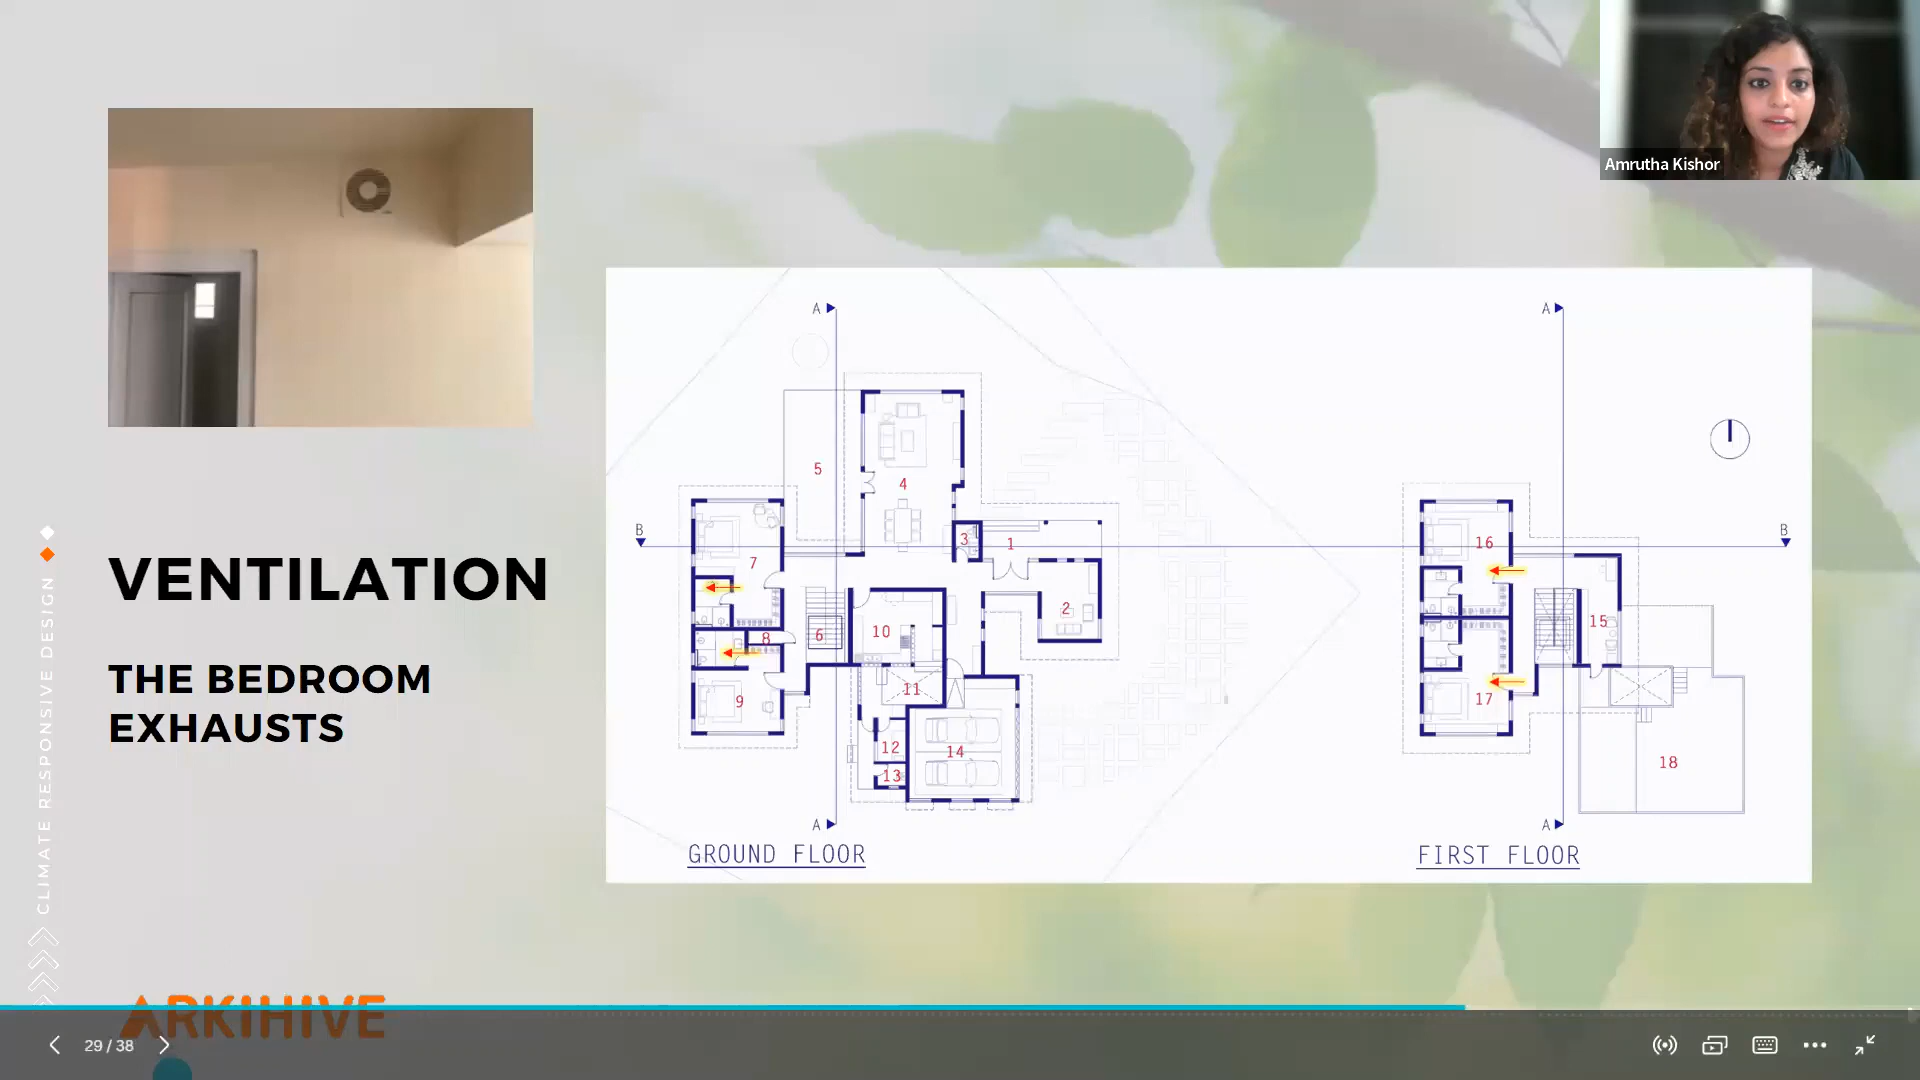 Amrutha Kishor
VENTILATION
THE BEDROOM
EXHAUSTS
CLIMATE RESPONSIVE DESIGN
ARKIHIVE
A
A
5
4
B
3
1
7
2
10
8
6
11
9
12
14
13
A
GROUND FLOOR
B
16
15
17
18
A
FIRST FLOOR
29 / 38